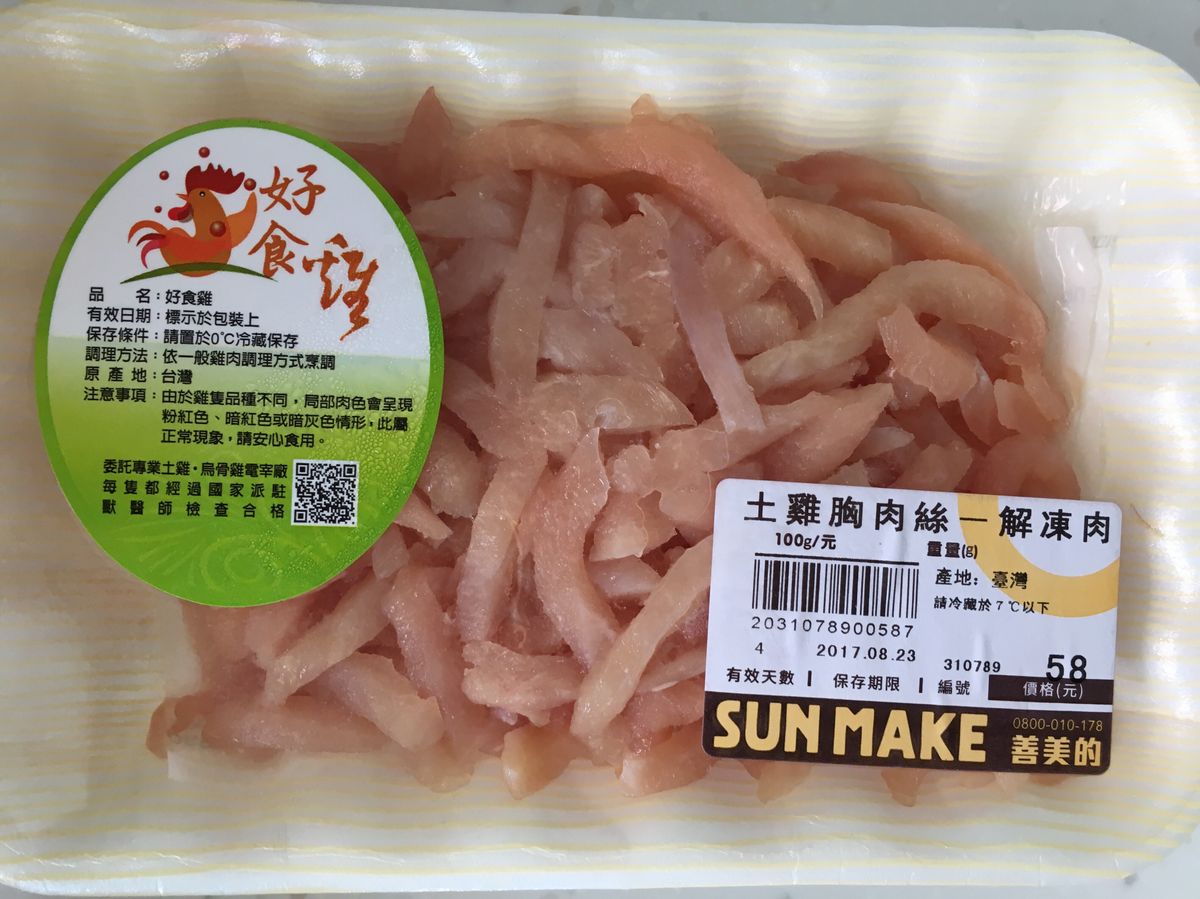 好食雞
品名：好食雞
有效日期：標示於包裝上
保存條件：請置於0℃冷藏保存
調理方法：依一般雞肉調理方式烹調
原產地：台灣
注意事項：由於雞隻品種不同，局部肉色會呈現
粉紅色、暗紅色或暗灰色情形，此屬
正常現象，請安心食用。
委託專業土雞・烏骨雞電宰廠
每隻都經過國家派駐
獸醫師檢查合格
土雞胸肉絲－解凍肉
100g/元 重量(g)
產地：臺灣
請冷藏於7℃以下
2031078900587
4 2017.08.23 310789 58
有效天數 保存期限 編號 價格(元)
SUN MAKE 0800-010-178
善美的